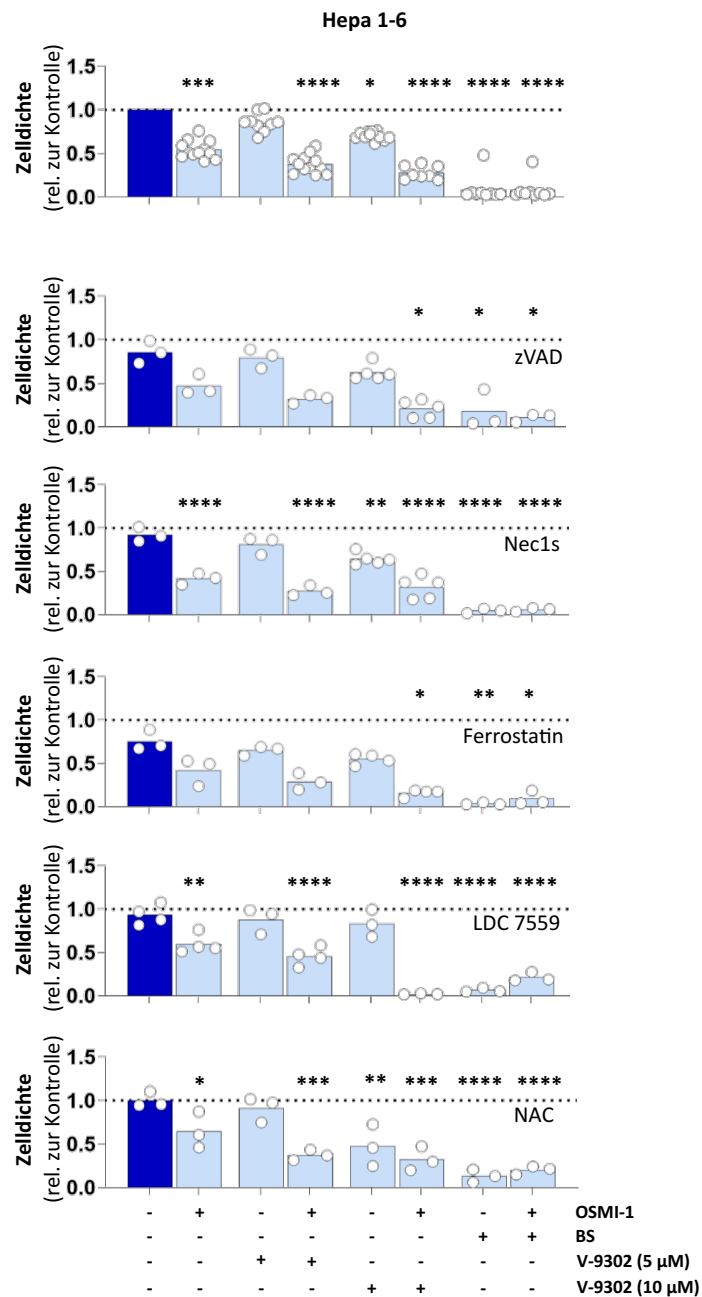 Hepa 1-6
Zelldichte
(rel. zur Kontrolle)
1.5
*** **** * **** **** ****
1.0
0.5
0.0
Zelldichte
(rel. zur Kontrolle)
1.5
* * *
1.0
zVAD
0.5
0.0
Zelldichte
(rel. zur Kontrolle)
1.5
**** **** ** **** **** ****
1.0
Nec1s
0.5
0.0
Zelldichte
(rel. zur Kontrolle)
1.5
* ** *
1.0
Ferrostatin
0.5
0.0
Zelldichte
(rel. zur Kontrolle)
1.5
** **** **** **** ****
1.0
LDC 7559
0.5
0.0
Zelldichte
(rel. zur Kontrolle)
1.5
* *** ** *** **** ****
1.0
NAC
0.5
0.0
- + - + - + - + OSMI-1
- - - - - - + + BS
- - + + - - - - V-9302 (5 µM)
- - - - + + - - V-9302 (10 µM)